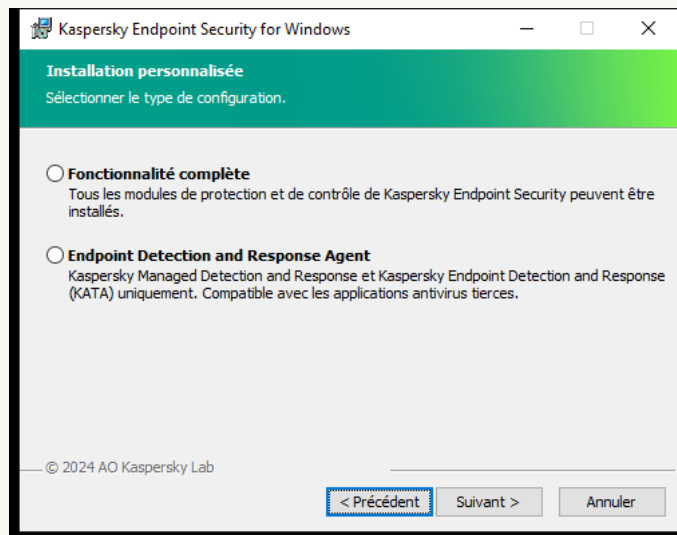 Kaspersky Endpoint Security for Windows
Installation personnalisée
Sélectionner le type de configuration.
Fonctionnalité complète
Tous les modules de protection et de contrôle de Kaspersky Endpoint Security peuvent être
installés.
Endpoint Detection and Response Agent
Kaspersky Managed Detection and Response et Kaspersky Endpoint Detection and Response
(KATA) uniquement. Compatible avec les applications antivirus tierces.
© 2024 AO Kaspersky Lab
< Précédent
Suivant >
Annuler